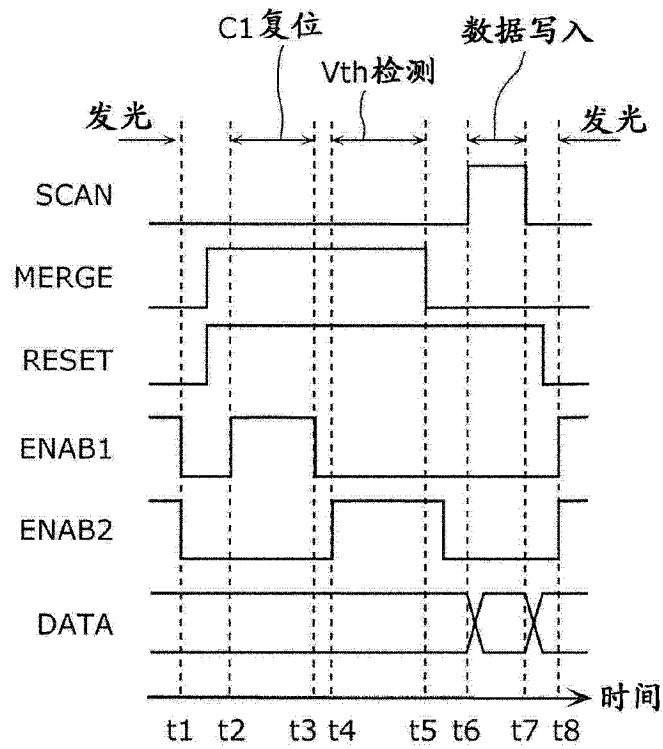 C1复位
数据写入
Vth检测
发光
发光
SCAN
MERGE
RESET
ENAB1
ENAB2
DATA
时间
t1 t2 t3 t4 t5 t6 t7 t8